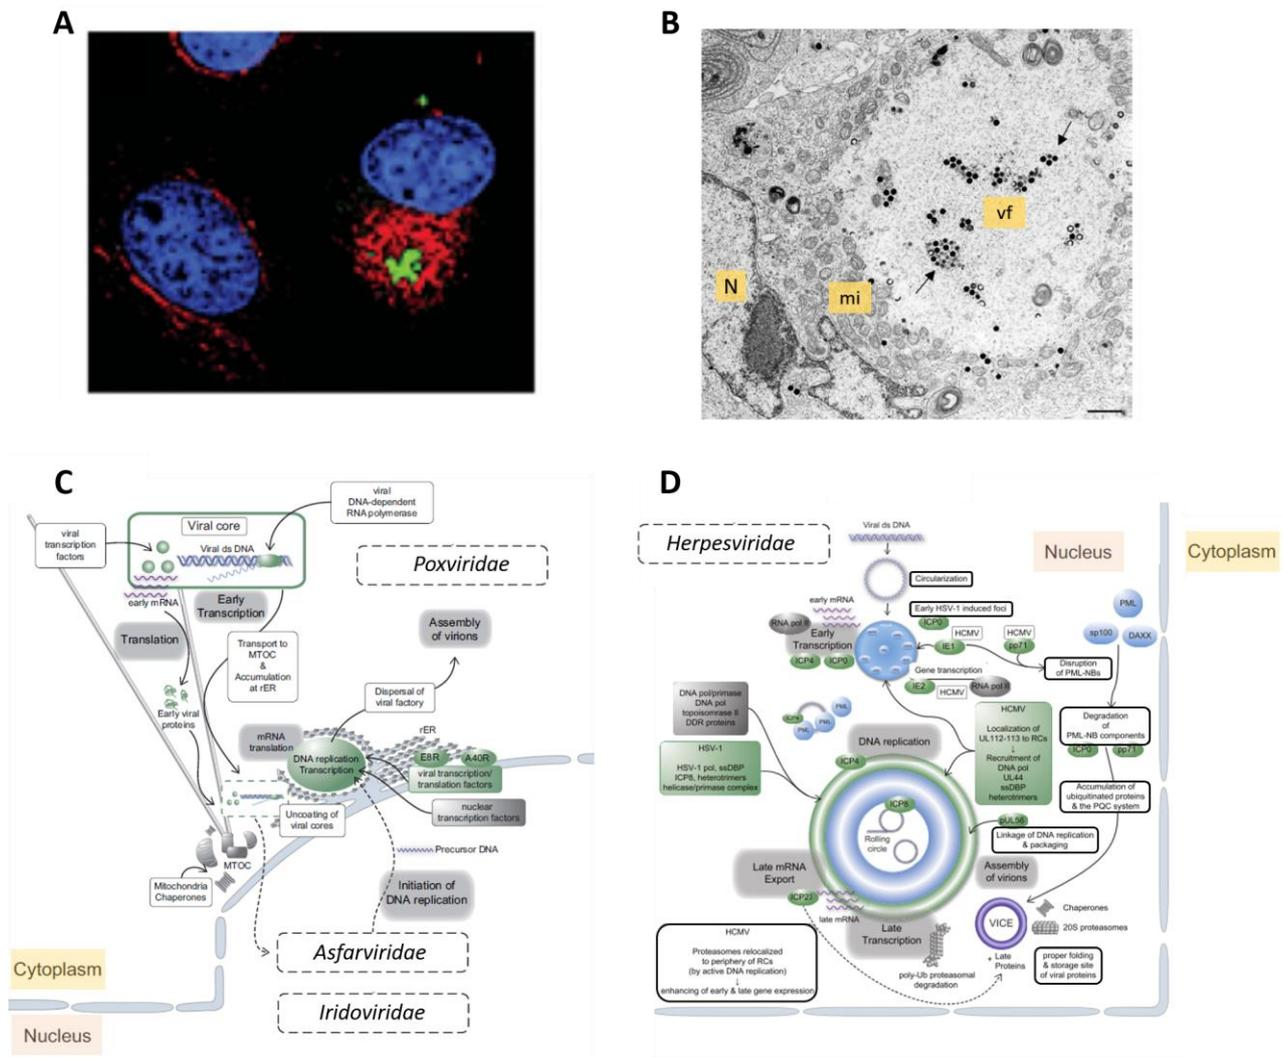 A
B
vf
N
mi
C
viral
DNA-dependent
RNA polymerase
Viral core
viral
transcription
factors
Viral ds DNA
Poxviridae
early mRNA
Early
Transcription
Translation
Assembly
of virions
Transport to
MTOC
&
Accumulation
at rER
Early viral
proteins
Dispersal of
viral factory
mRNA
translation
rER
DNA replication
Transcription
E8R
A40R
viral transcription/
translation factors
nuclear
transcription factors
Uncoating of
viral cores
MTOC
Precursor DNA
Mitochondria
Chaperones
Initiation of
DNA replication
Asfarviridae
Cytoplasm
Iridoviridae
Nucleus
D
Herpesviridae
Viral ds DNA
Nucleus
Cytoplasm
Circularization
early mRNA
Early HSV-1 induced foci
ICP0
RNA pol II
Early
Transcription
ICP4
ICP0
HCMV
IE1
HCMV
pp71
PML
sp100
DAXX
Gene transcription
Disruption
of PML-NBs
IE2
HCMV
RNA pol II
DNA pol/primase
DNA pol
topoisomrase II
DDR proteins
ICP4
PML
PML
PML
HCMV
Localization of
UL112-113 to RCs
↓
Recruitment of
DNA pol
UL44
ssDBP
heterotrimers
Degradation
of
PML-NB components
ICP0
pp71
HSV-1
HSV-1 pol, ssDBP
ICP8, heterotrimers
helicase/primase complex
DNA replication
ICP4
Accumulation of
ubiquitinated proteins
& the PQC system
ICP8
Rolling
circle
pUL56
Linkage of DNA replication
& packaging
Late mRNA
Export
Assembly
of virions
ICP27
late mRNA
Late
Transcription
VICE
Chaperones
20S proteasomes
+ Late
Proteins
proper folding
& storage site
of viral proteins
poly-Ub proteasomal
degradation
HCMV
Proteasomes relocalized
to periphery of RCs
(by active DNA replication)
↓
enhancing of early & late gene expression